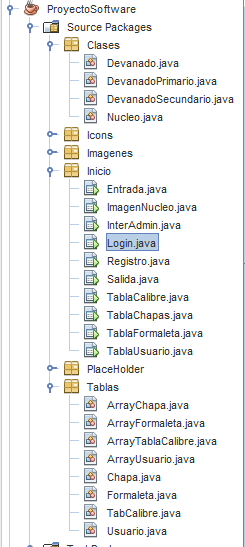 ProyectoSoftware
Source Packages
Clases
Devanado.java
DevanadoPrimario.java
DevanadoSecundario.java
Nucleo.java
Icons
Imagenes
Inicio
Entrada.java
ImagenNucleo.java
InterAdmin.java
Login.java
Registro.java
Salida.java
TablaCalibre.java
TablaChapas.java
TablaFormaleta.java
TablaUsuario.java
PlaceHolder
Tablas
ArrayChapa.java
ArrayFormaleta.java
ArrayTablaCalibre.java
ArrayUsuario.java
Chapa.java
Formaleta.java
TabCalibre.java
Usuario.java